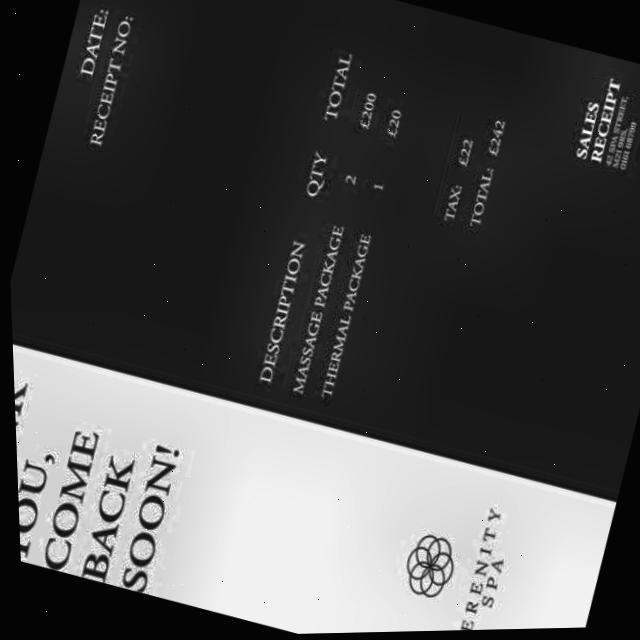 DATE:
RECEIPT NO:
DESCRIPTION QTY TOTAL
MASSAGE PACKAGE 2 £200
THERMAL PACKAGE 1 £20
TAX: £22
TOTAL: £242
SALES
RECEIPT
YOU,
COME
BACK
SOON!
ERENITY
SPA